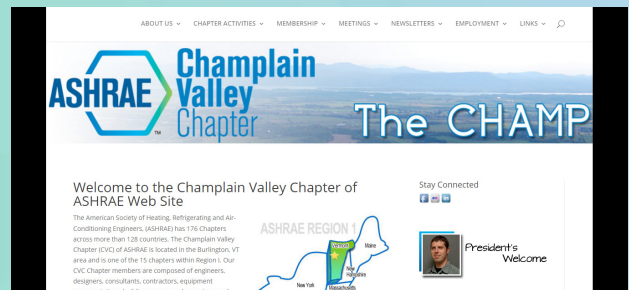 ABOUT US CHAPTER ACTIVITIES MEMBERSHIP MEETINGS NEWSLETTERS EMPLOYMENT LINKS
ASHRAE
TM
Champlain
Valley
Chapter
The CHAMP
Welcome to the Champlain Valley Chapter of
ASHRAE Web Site
The American Society of Heating, Refrigerating and Air-
Conditioning Engineers, (ASHRAE) has 176 Chapters
across more than 128 countries. The Champlain Valley
Chapter (CVC) of ASHRAE is located in the Burlington, VT
area and is one of the 15 chapters within Region I. Our
CVC Chapter members are composed of engineers,
designers, consultants, contractors, equipment
ASHRAE REGION 1
Vermont
Maine
New
Hampshire
New York
Massachusetts
Stay Connected
President's
Welcome